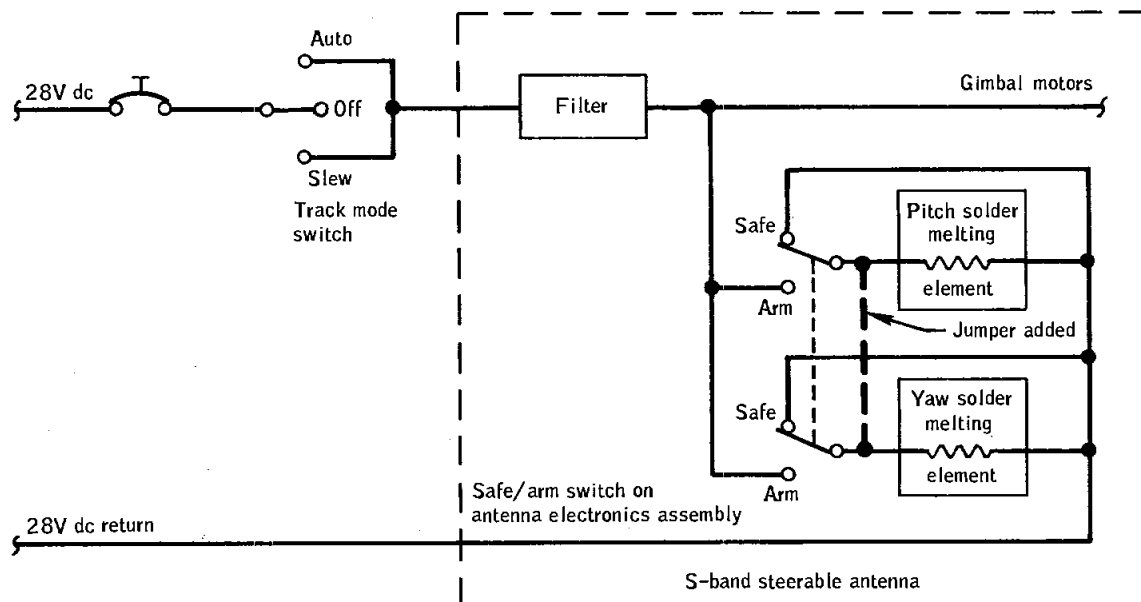 Auto
28V dc
Off
Filter
Gimbal motors
Slew
Track mode
switch
Safe
Pitch solder
melting
element
Arm
Jumper added
Safe
Yaw solder
melting
element
Arm
Safe/arm switch on
antenna electronics assembly
28V dc return
S-band steerable antenna